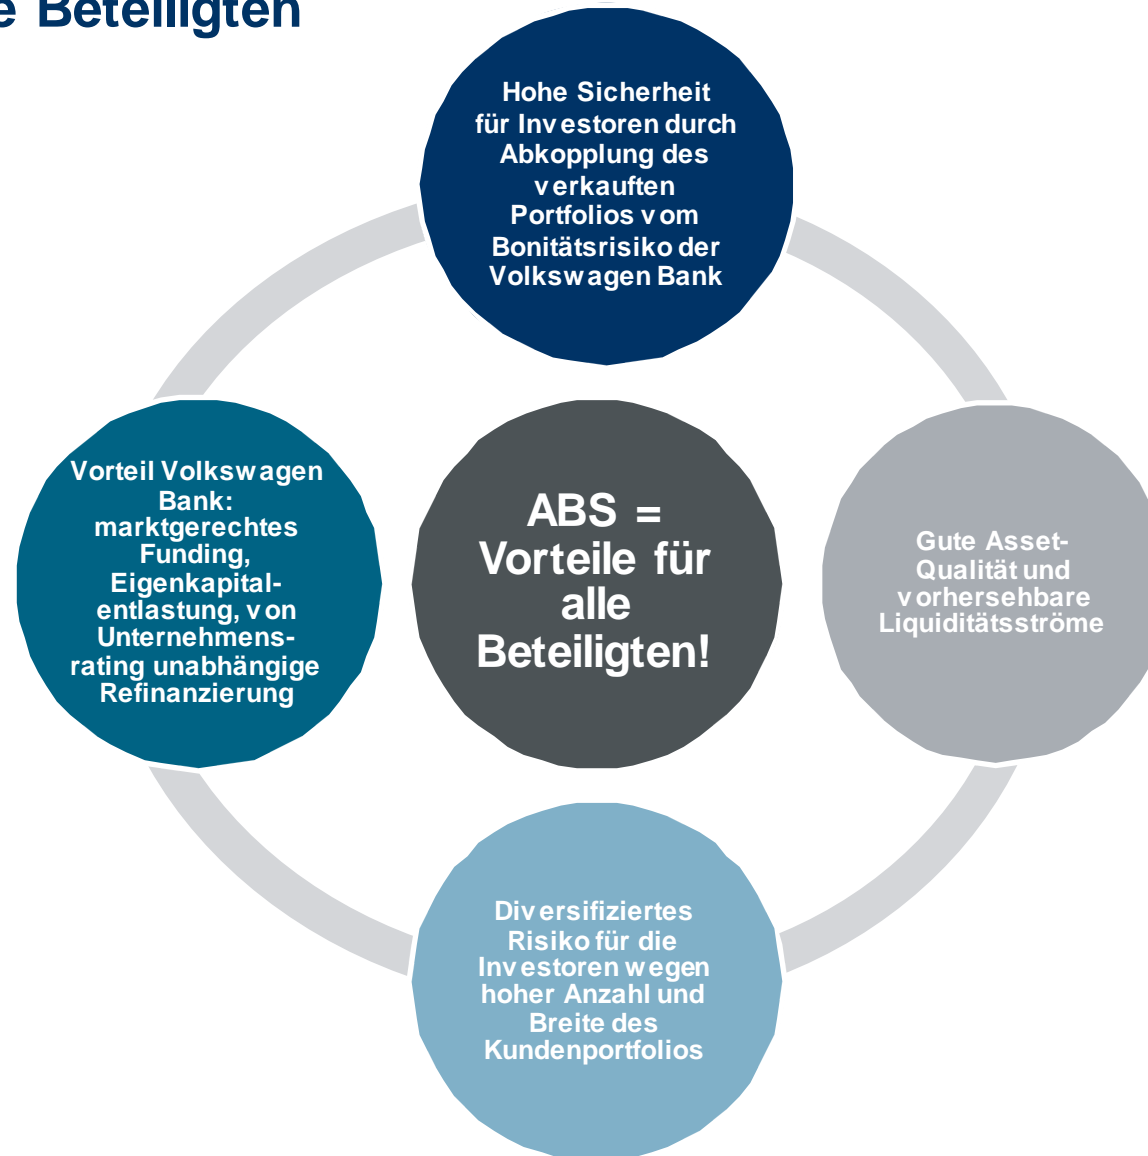 e Beteiligten
Hohe Sicherheit
für Investoren durch
Abkopplung des
verkauften
Portfolios vom
Bonitätsrisiko der
Volkswagen Bank
Vorteil Volkswagen
Bank:
marktgerechtes
Funding,
Eigenkapital-
entlastung, von
Unternehmens-
rating unabhängige
Refinanzierung
ABS =
Vorteile für
alle
Beteiligten!
Gute Asset-
Qualität und
vorhersehbare
Liquiditätsströme
Diversifiziertes
Risiko für die
Investoren wegen
hoher Anzahl und
Breite des
Kundenportfolios